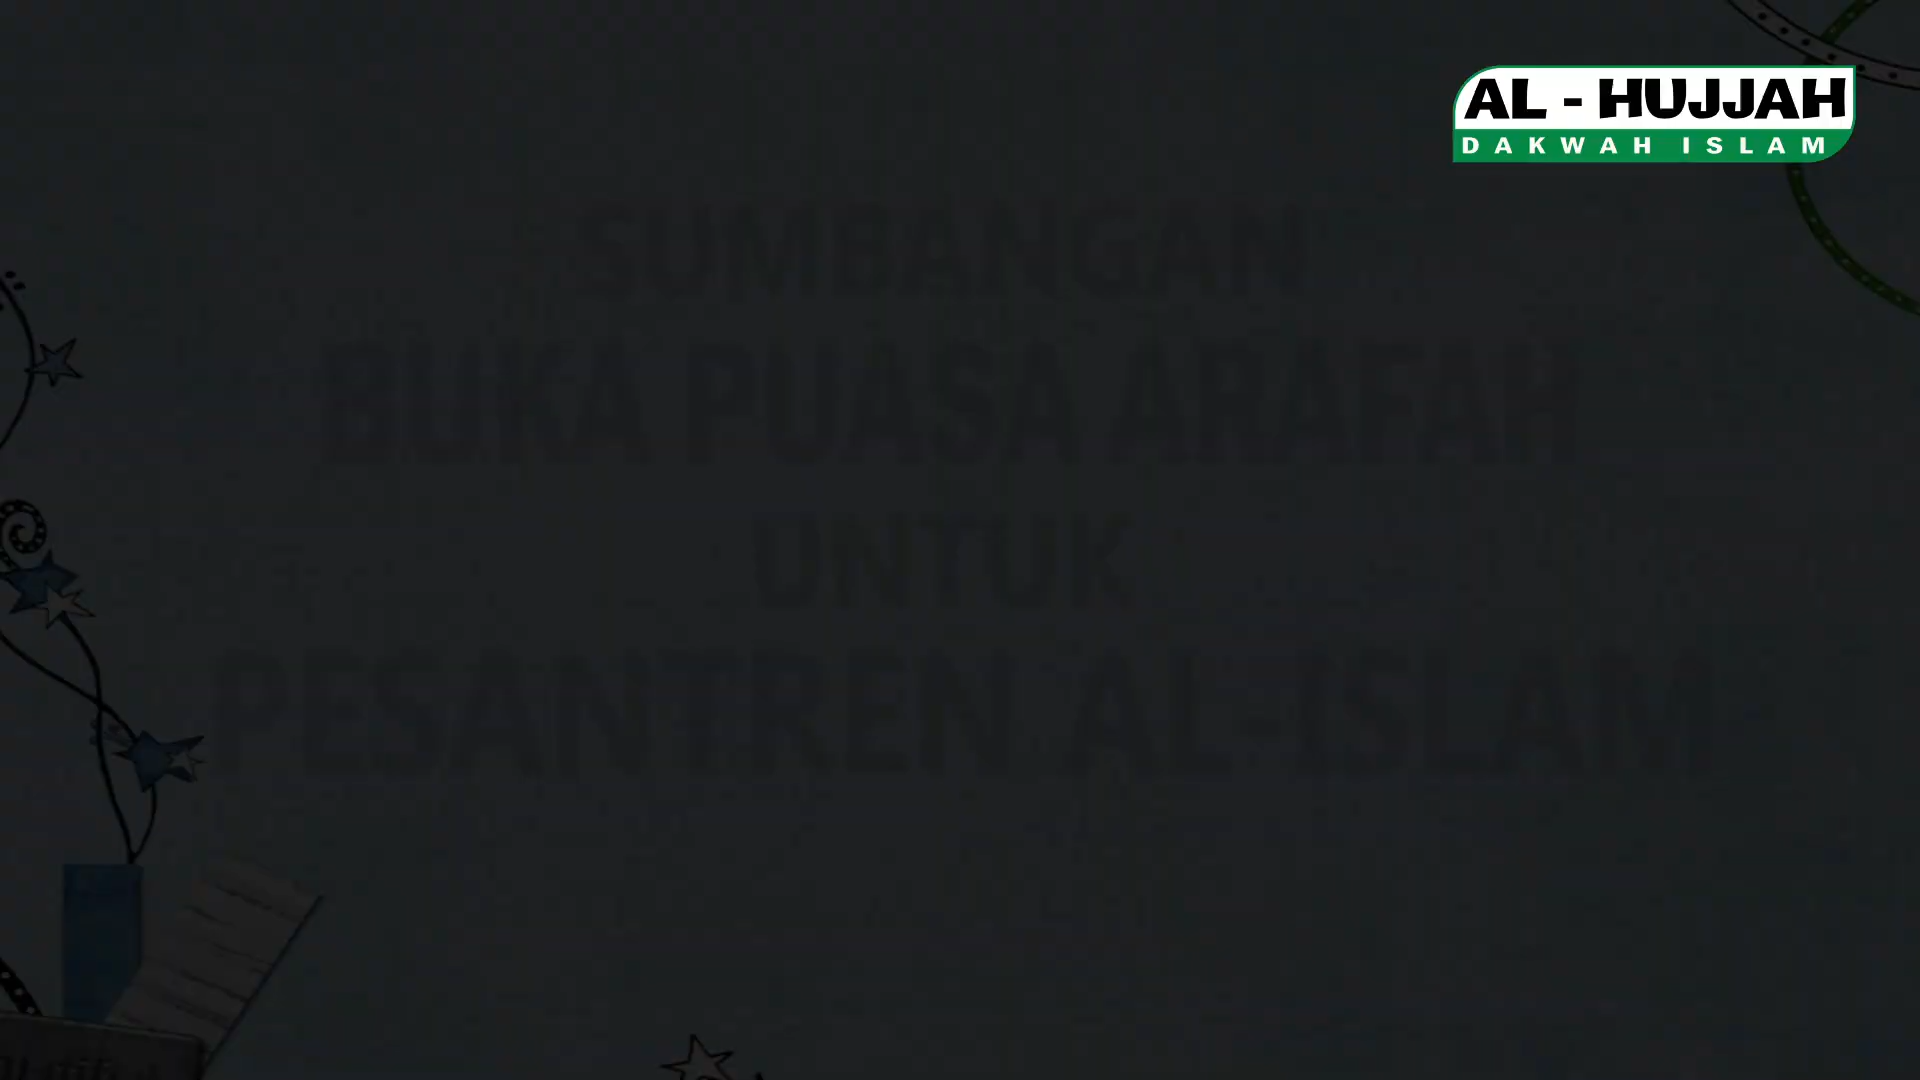 AL - HUJJAH
DAKWAH ISLAM
SUMBANGAN
BUKA PUASA ARAFAH
UNTUK
PESANTREN AL-ISLAM